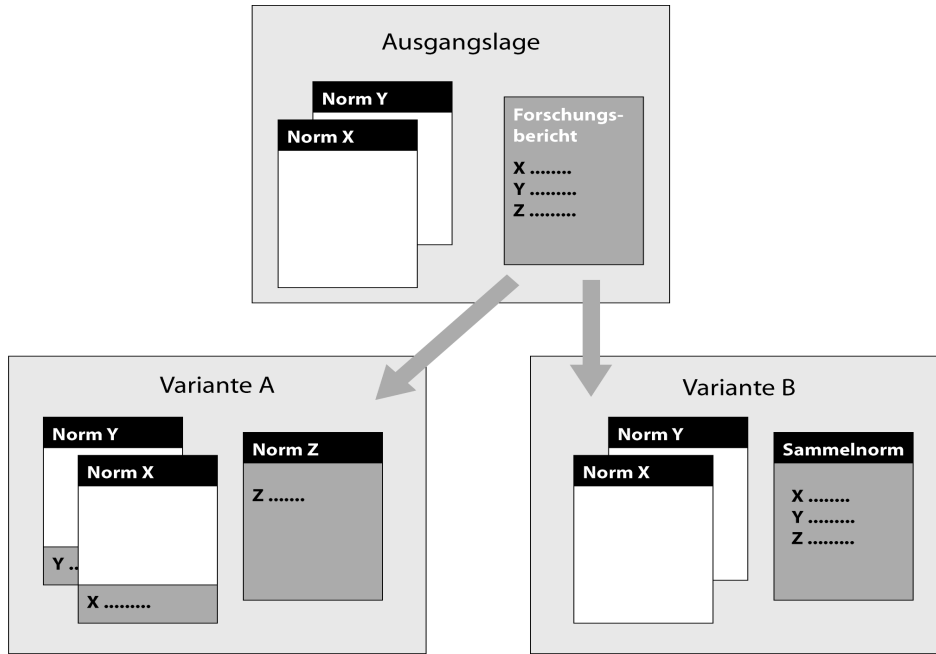 Ausgangslage
Norm Y
Norm X
Forschungs-
bericht
X ........
Y .........
Z .........
Variante A
Norm Y
Norm X
Y ..
X .........
Norm Z
Z .......
Variante B
Norm Y
Norm X
Sammelnorm
X ........
Y .........
Z .........